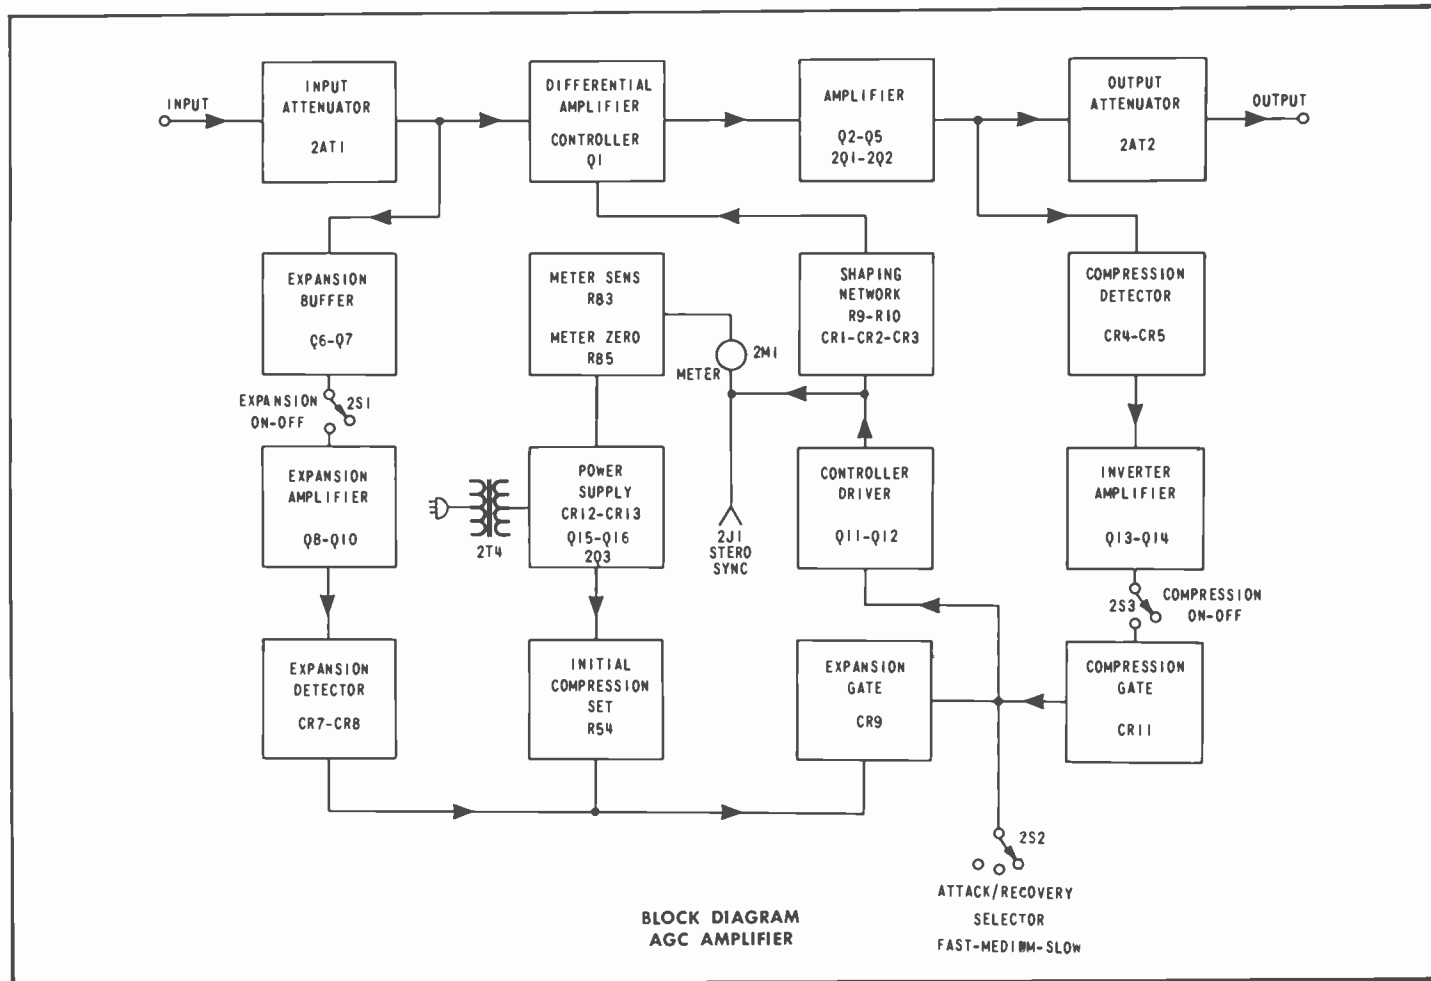 INPUT
INPUT
ATTENUATOR
2AT1
DIFFERENTIAL
AMPLIFIER
CONTROLLER
Q1
AMPLIFIER
Q2-Q5
2Q1-2Q2
OUTPUT
ATTENUATOR
2AT2
OUTPUT
EXPANSION
BUFFER
Q6-Q7
METER SENS
R83
METER ZERO
R85
2M1
METER
SHAPING
NETWORK
R9-R10
CR1-CR2-CR3
COMPRESSION
DETECTOR
CR4-CR5
EXPANSION
ON-OFF
2S1
EXPANSION
AMPLIFIER
Q8-Q10
2T4
POWER
SUPPLY
CR12-CR13
Q15-Q16
2Q3
2J1
STERO
SYNC
CONTROLLER
DRIVER
Q11-Q12
INVERTER
AMPLIFIER
Q13-Q14
2S3
COMPRESSION
ON-OFF
EXPANSION
DETECTOR
CR7-CR8
INITIAL
COMPRESSION
SET
R54
EXPANSION
GATE
CR9
COMPRESSION
GATE
CR11
2S2
ATTACK/RECOVERY
SELECTOR
FAST-MEDIUM-SLOW
BLOCK DIAGRAM
AGC AMPLIFIER